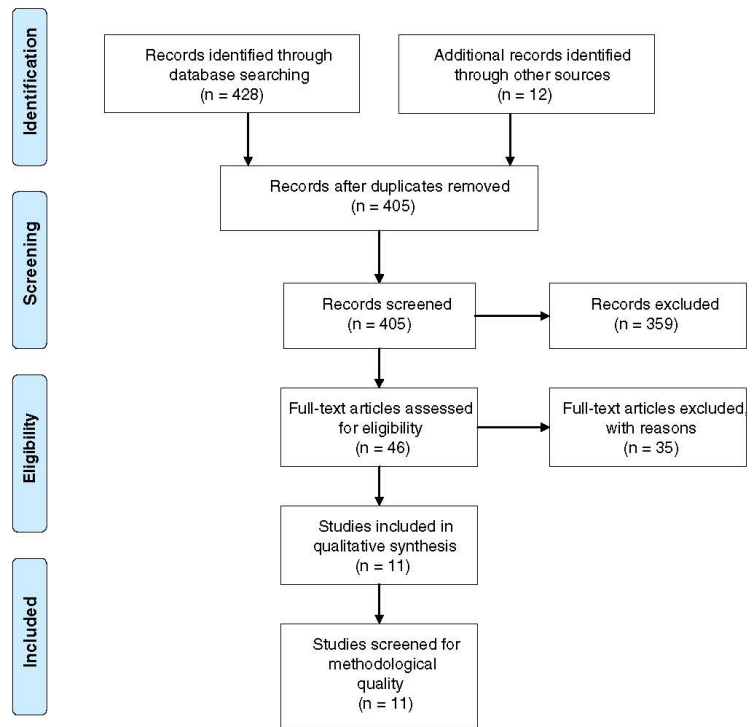 Identification
Records identified through
database searching
(n = 428)
Additional records identified
through other sources
(n = 12)
Records after duplicates removed
(n = 405)
Screening
Records screened
(n = 405)
Records excluded
(n = 359)
Eligibility
Full-text articles assessed
for eligibility
(n = 46)
Full-text articles excluded,
with reasons
(n = 35)
Studies included in
qualitative synthesis
(n = 11)
Included
Studies screened for
methodological
quality
(n = 11)